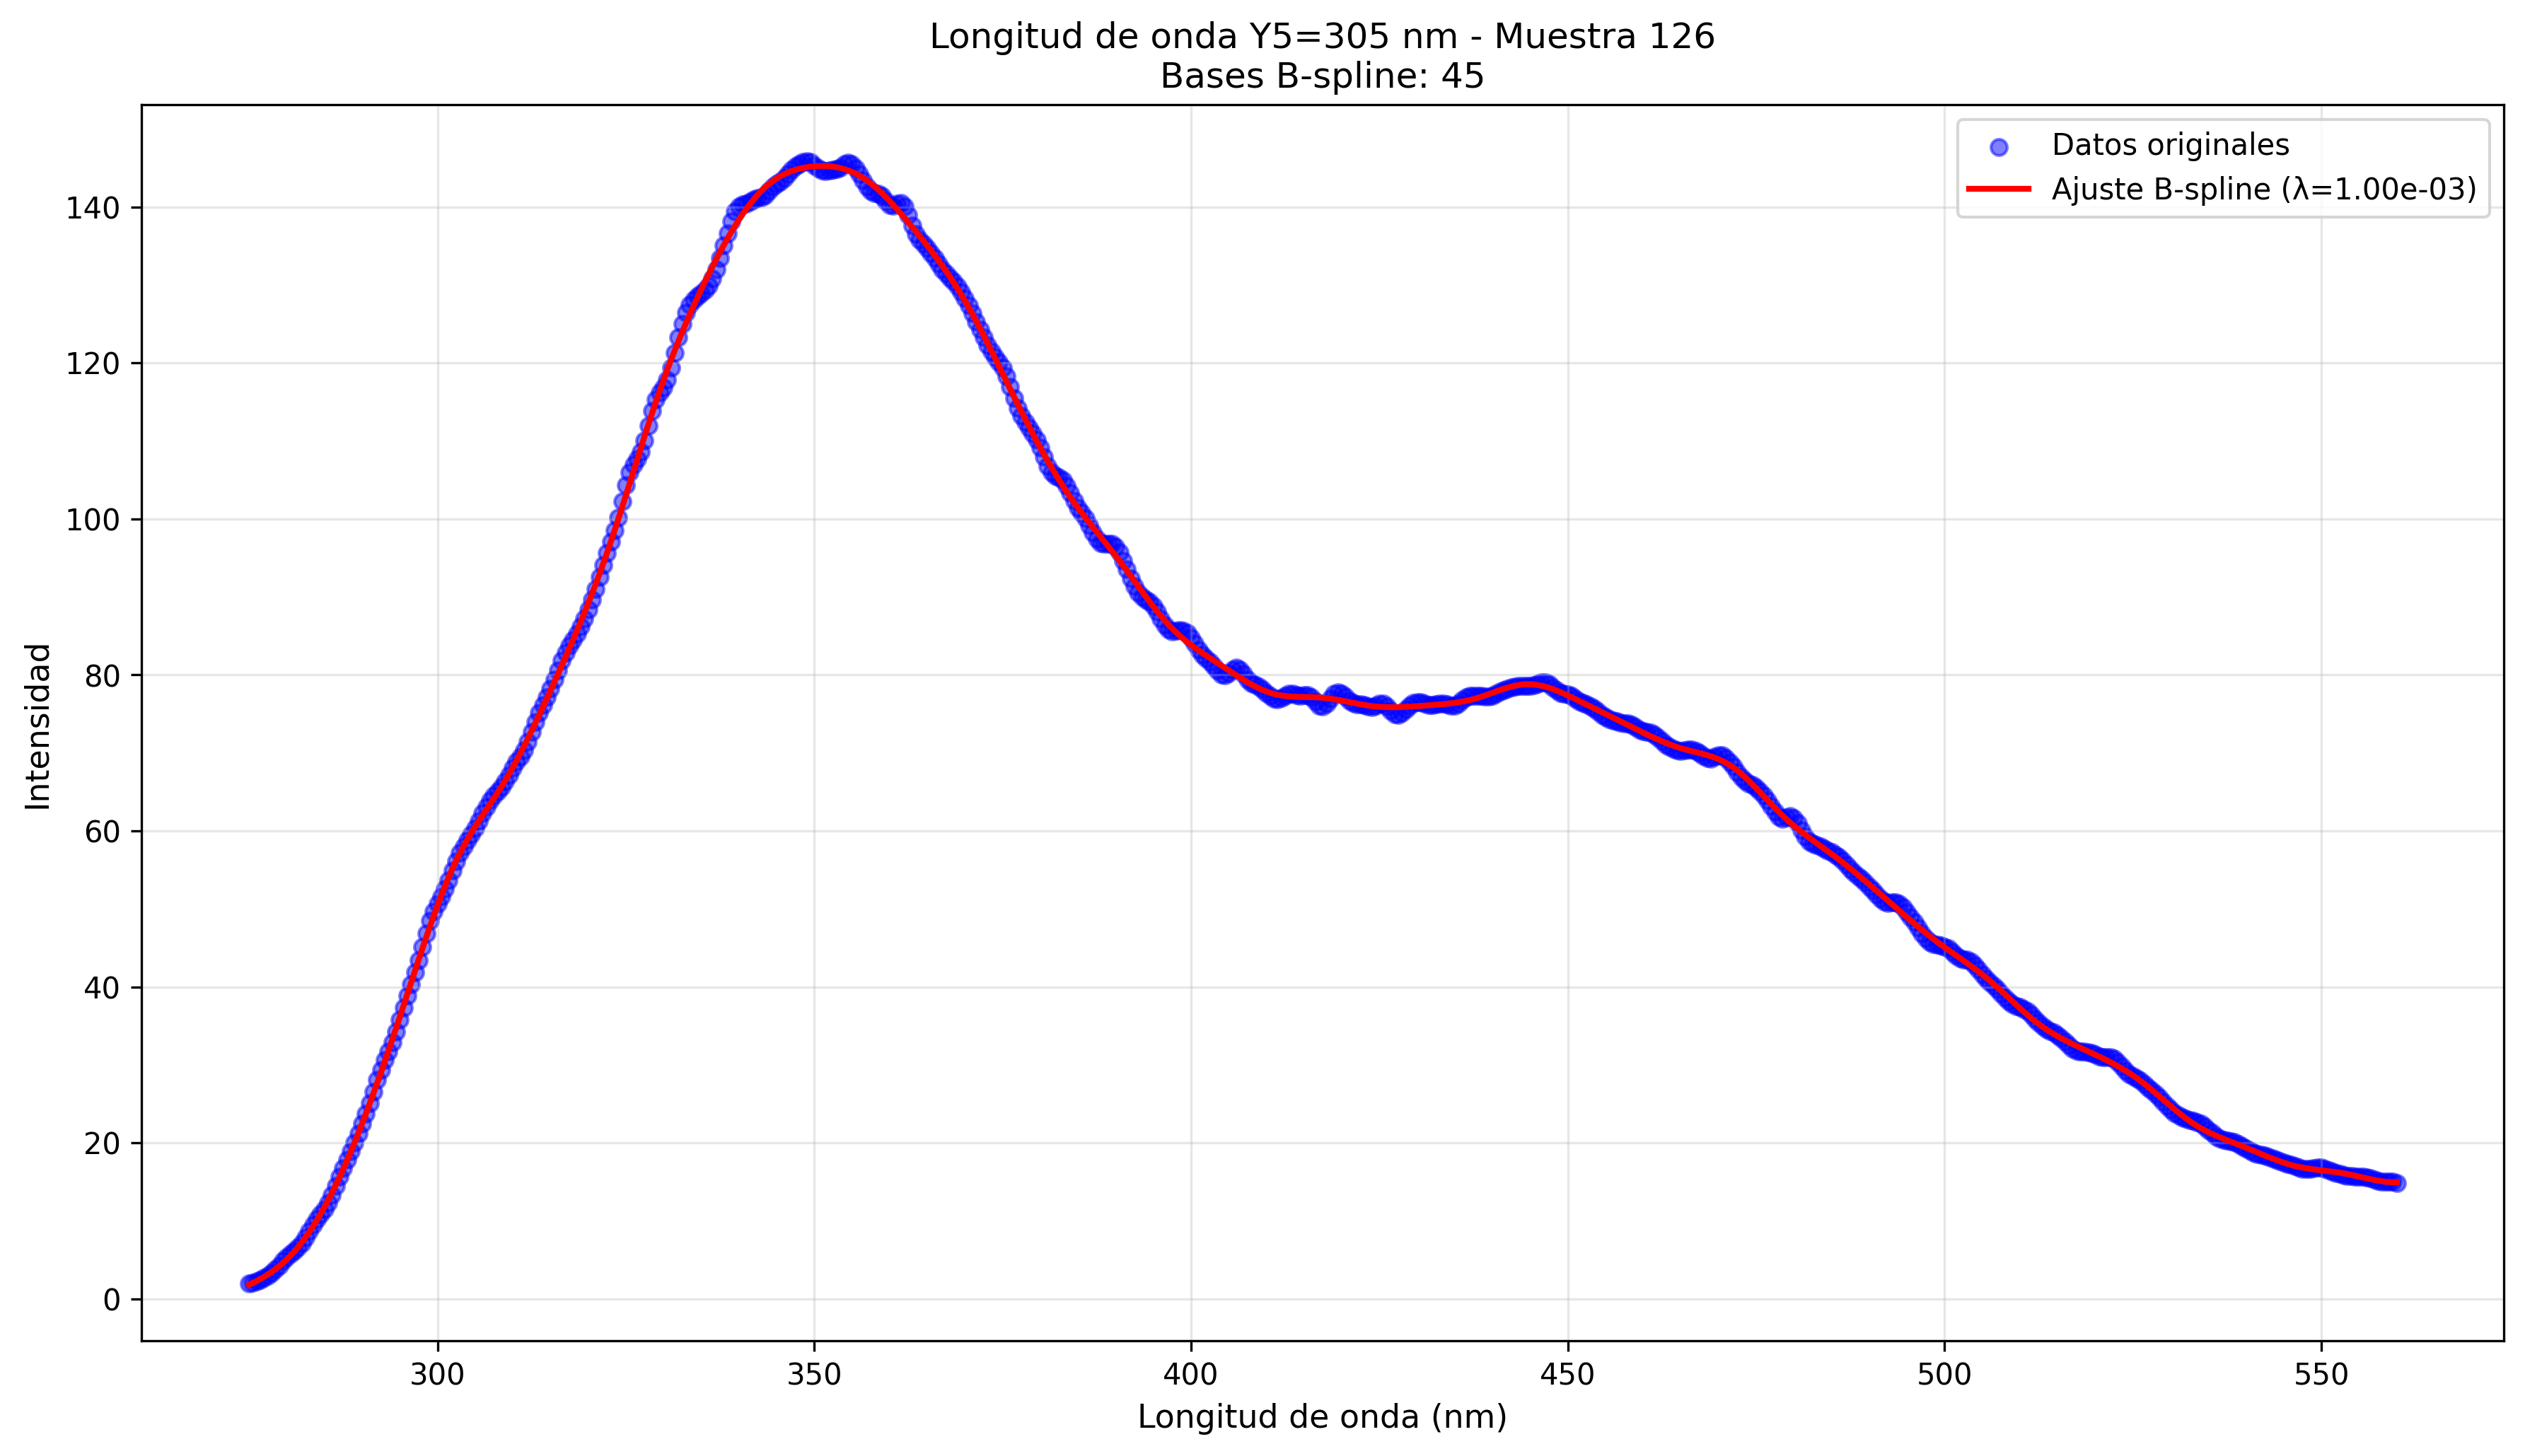 Longitud de onda Y5=305 nm - Muestra 126
Bases B-spline: 45
Datos originales
Ajuste B-spline (λ=1.00e-03)
Intensidad
140
120
100
80
60
40
20
0
300
350
400
450
500
550
Longitud de onda (nm)